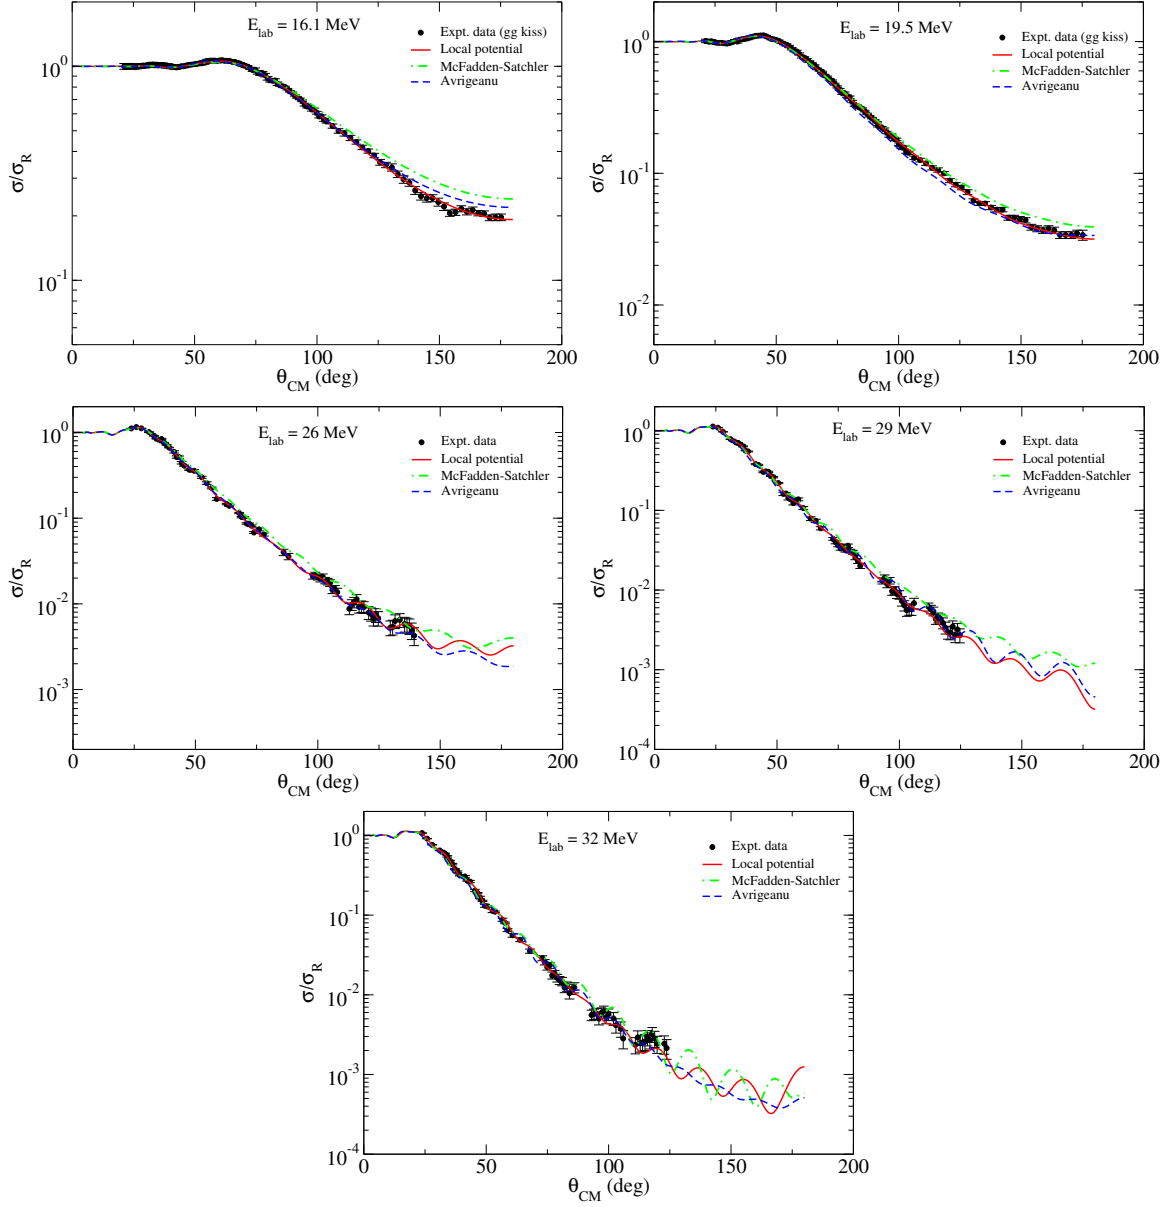 E_lab = 16.1 MeV
Expt. data (gg kiss)
Local potential
McFadden-Satchler
Avrigeanu
10^0
10^-1
σ/σ_R
0 50 100 150 200
θ_CM (deg)
E_lab = 19.5 MeV
Expt. data (gg kiss)
Local potential
McFadden-Satchler
Avrigeanu
10^0
10^-1
10^-2
σ/σ_R
0 50 100 150 200
θ_CM (deg)
E_lab = 26 MeV
Expt. data
Local potential
McFadden-Satchler
Avrigeanu
10^0
10^-1
10^-2
10^-3
σ/σ_R
0 50 100 150 200
θ_CM (deg)
E_lab = 29 MeV
Expt. data
Local potential
McFadden-Satchler
Avrigeanu
10^0
10^-1
10^-2
10^-3
10^-4
σ/σ_R
0 50 100 150 200
θ_CM (deg)
E_lab = 32 MeV
Expt. data
Local potential
McFadden-Satchler
Avrigeanu
10^0
10^-1
10^-2
10^-3
10^-4
σ/σ_R
0 50 100 150 200
θ_CM (deg)